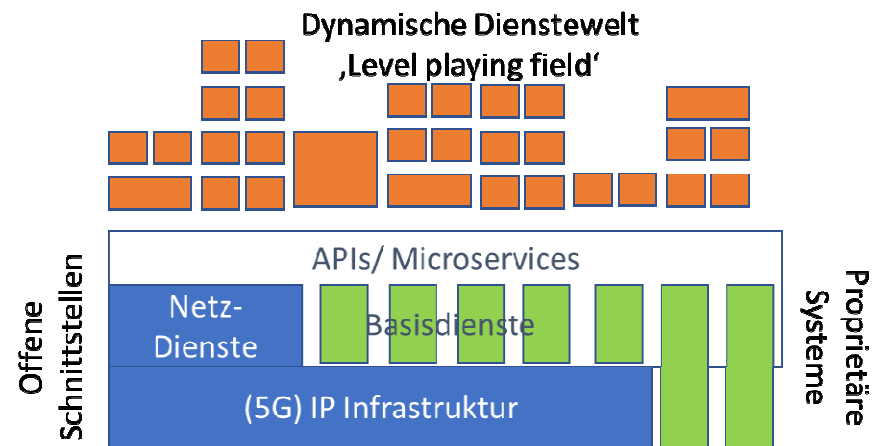 Dynamische Dienstewelt
‚Level playing field‘
APIs/ Microservices
Netz-
Dienste
Basisdienste
(5G) IP Infrastruktur
Offene
Schnittstellen
Proprietäre
Systeme